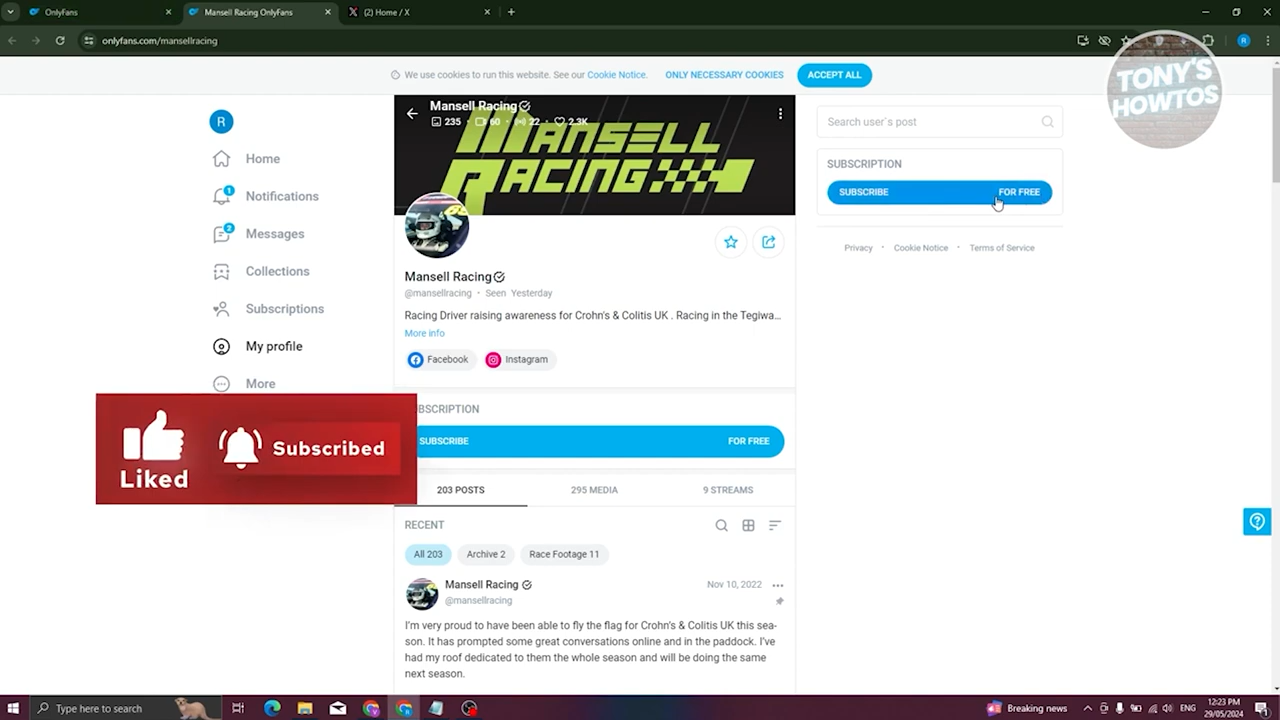 OnlyFans
Mansell Racing OnlyFans
(2) Home / X
onlyfans.com/mansellracing
R
We use cookies to run this website. See our Cookie Notice.
ONLY NECESSARY COOKIES
ACCEPT ALL
TONY'S
HOWTOS
R
Home
1
Notifications
2
Messages
Collections
Subscriptions
My profile
More
Mansell Racing
235 • 60 • 22 • 2.3K
MANSELL
RACING
Mansell Racing
@mansellracing • Seen Yesterday
Racing Driver raising awareness for Crohn's & Colitis UK . Racing in the Tegiwa...
More info
Facebook
Instagram
BSCRIPTION
SUBSCRIBE
FOR FREE
203 POSTS
295 MEDIA
9 STREAMS
RECENT
All 203
Archive 2
Race Footage 11
Mansell Racing
Nov 10, 2022
@mansellracing
I'm very proud to have been able to fly the flag for Crohn's & Colitis UK this sea-
son. It has prompted some great conversations online and in the paddock. I've
had my roof dedicated to them the whole season and will be doing the same
next season.
Search user`s post
SUBSCRIPTION
SUBSCRIBE
FOR FREE
Privacy • Cookie Notice • Terms of Service
Liked
Subscribed
Type here to search
Breaking news
ENG
12:23 PM
29/05/2024